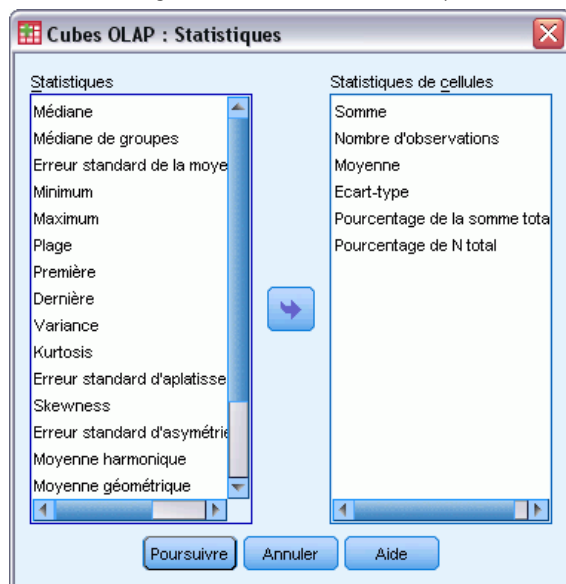 Cubes OLAP : Statistiques
Statistiques
Médiane
Médiane de groupes
Erreur standard de la moye
Minimum
Maximum
Plage
Première
Dernière
Variance
Kurtosis
Erreur standard d'aplatisse
Skewness
Erreur standard d'asymétrie
Moyenne harmonique
Moyenne géométrique
Statistiques de cellules
Somme
Nombre d'observations
Moyenne
Ecart-type
Pourcentage de la somme tota
Pourcentage de N total
Poursuivre
Annuler
Aide